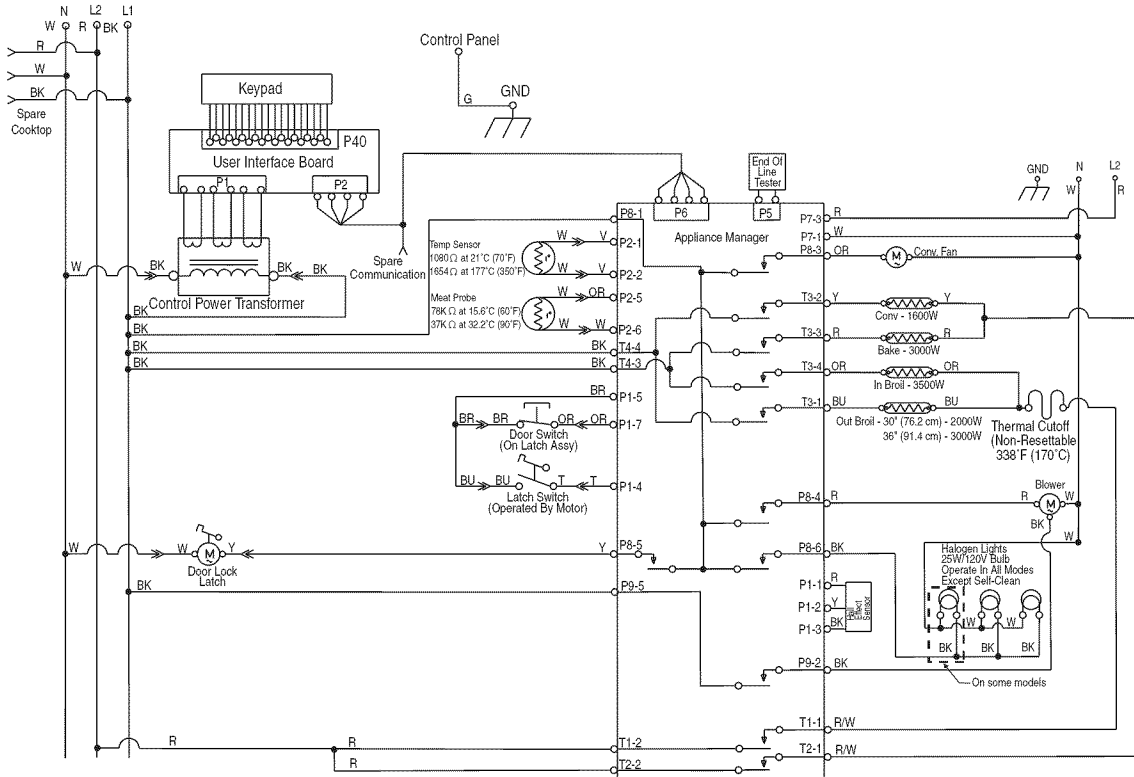 N L2 L1
W R BK
R
W
BK
Spare
Cooktop
Control Panel
G
GND
Keypad
P40
User Interface Board
P1
P2
W BK BK BK
Control Power Transformer
Spare
Communication
End Of
Line
Tester
P6
P5
Appliance Manager
GND
N
L2
W
R
P8-1
P7-3 R
P7-1 W
P8-3 OR
M
Conv. Fan
Temp Sensor
1080 Ω at 21˚C (70˚F)
1654 Ω at 177˚C (350˚F)
W V P2-1
W V P2-2
Meat Probe
78K Ω at 15.6˚C (60˚F)
37K Ω at 32.2˚C (90˚F)
W OR P2-5
W W P2-6
BK
BK
BK BK T4-4
BK BK T4-3
T3-2 Y Y
Conv - 1600W
T3-3 R R
Bake - 3000W
T3-4 OR OR
In Broil - 3500W
T3-1 BU BU
Out Broil - 30" (76.2 cm) - 2000W
36" (91.4 cm) - 3000W
Thermal Cutoff
(Non-Resettable
338˚F (170˚C)
BR P1-5
BR BR OR OR P1-7
Door Switch
(On Latch Assy)
BU BU T T P1-4
Latch Switch
(Operated By Motor)
P8-4 R R
Blower
M
W
BK
W
W W M Y Y P8-5
Door Lock
Latch
P8-6 BK
Halogen Lights
25W/120V Bulb
Operate In All Modes
Except Self-Clean
BK P9-5
P1-1 R
P1-2 Y
P1-3 BK
Hall
Effect
Sensor
W W
BK BK BK
P9-2 BK
On some models
T1-1 R/W
R R T1-2
T2-1 R/W
R T2-2